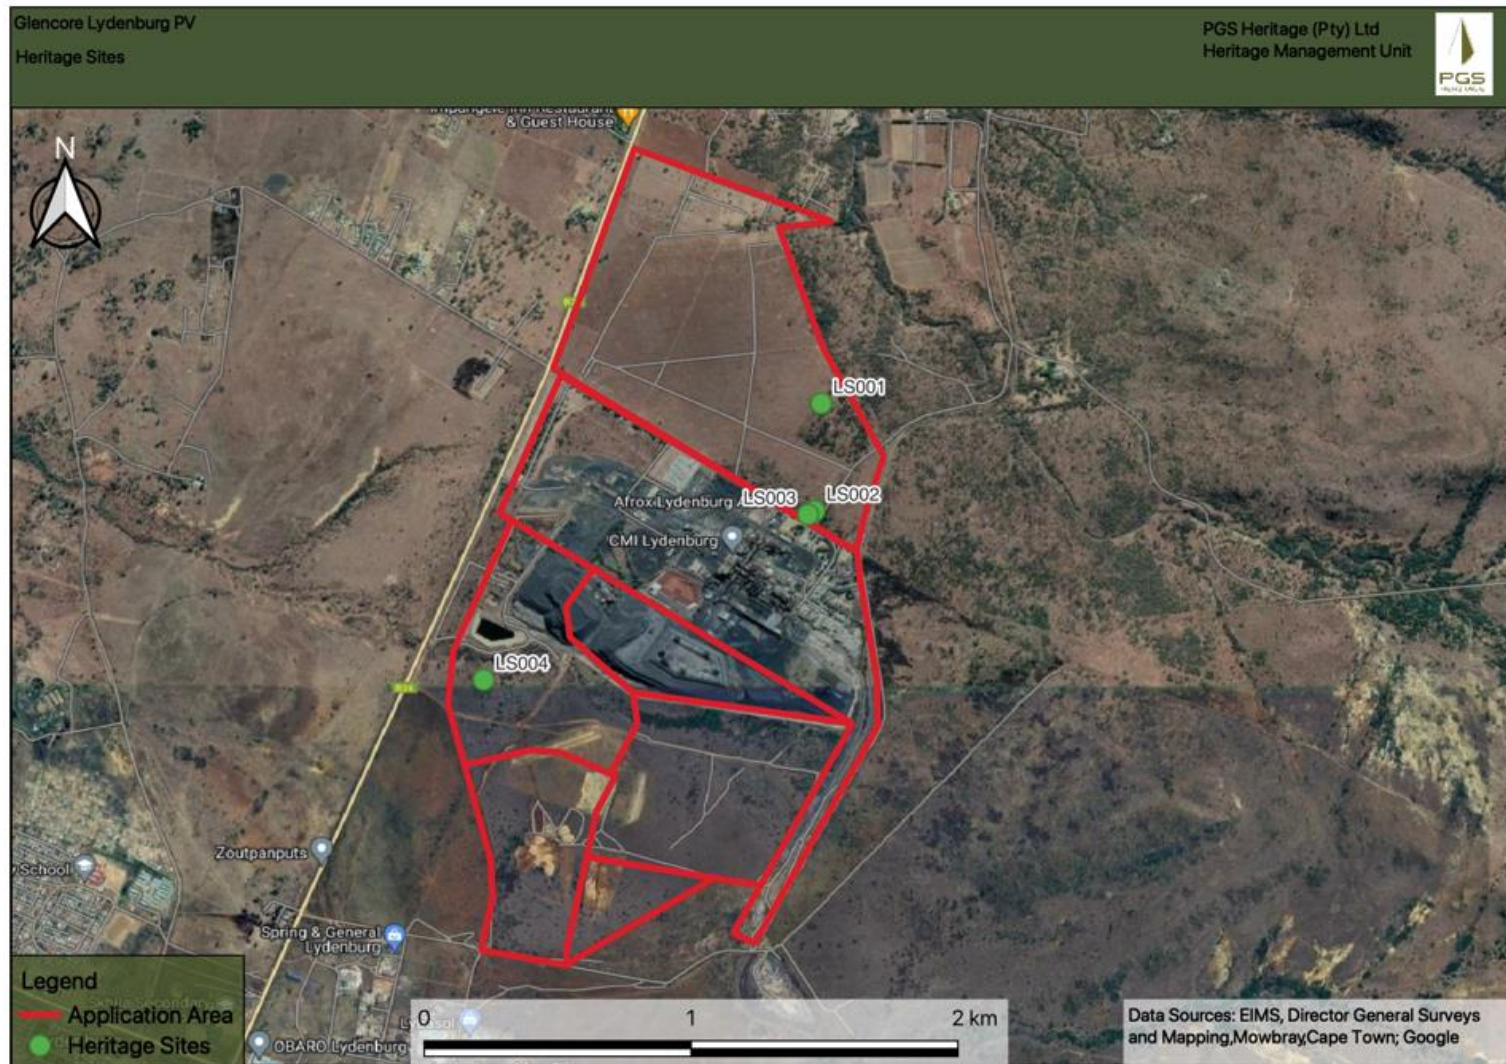 Glencore Lydenburg PV
Heritage Sites
PGS Heritage (Pty) Ltd
Heritage Management Unit
PGS
& Guest House
N
LS001
LS002
LS003
Afrox Lydenburg
CMI Lydenburg
LS004
Zoutpanputs
School
Spring & General
Lydenburg
OBARO Lydenburg
Legend
Application Area
Heritage Sites
0
1
2 km
Data Sources: EIMS, Director General Surveys
and Mapping,Mowbray,Cape Town; Google